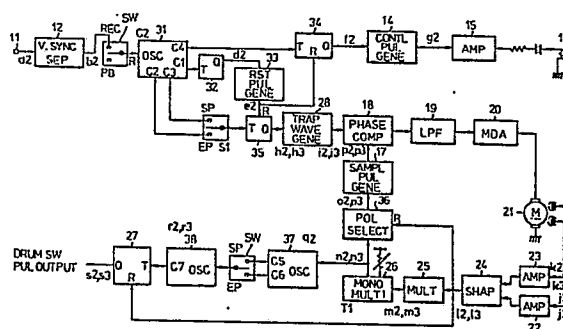 11
a2
12
V. SYNC
SEP
b2
REC
SW
PB
R
C2
31
OSC
C4
C1
C2
C3
T
Q
32
d2
33
RST
PUL
GENE
e2
34
T
R
Q
f2
14
CONTL
PUL
GENE
g2
15
AMP
SP
EP
S1
R
T
Q
35
28
TRAP
WAVE
GENE
h2,h3
i2,i3
18
PHASE
COMP
p2,p3
19
LPF
20
MDA
17
SAMPL
PUL
GENE
o2,o3
36
POL
SELECT
R
21
M
DRUM SW
PUL OUTPUT
s2,s3
27
Q
T
R
r2,r3
38
C7
OSC
SP
SW
EP
C5
C6
37
OSC
q2
n2,n3
26
MONO
MULTI
T1
m2,m3
25
MULT
24
SHAP
l2,l3
23
AMP
k2
k3
AMP
22